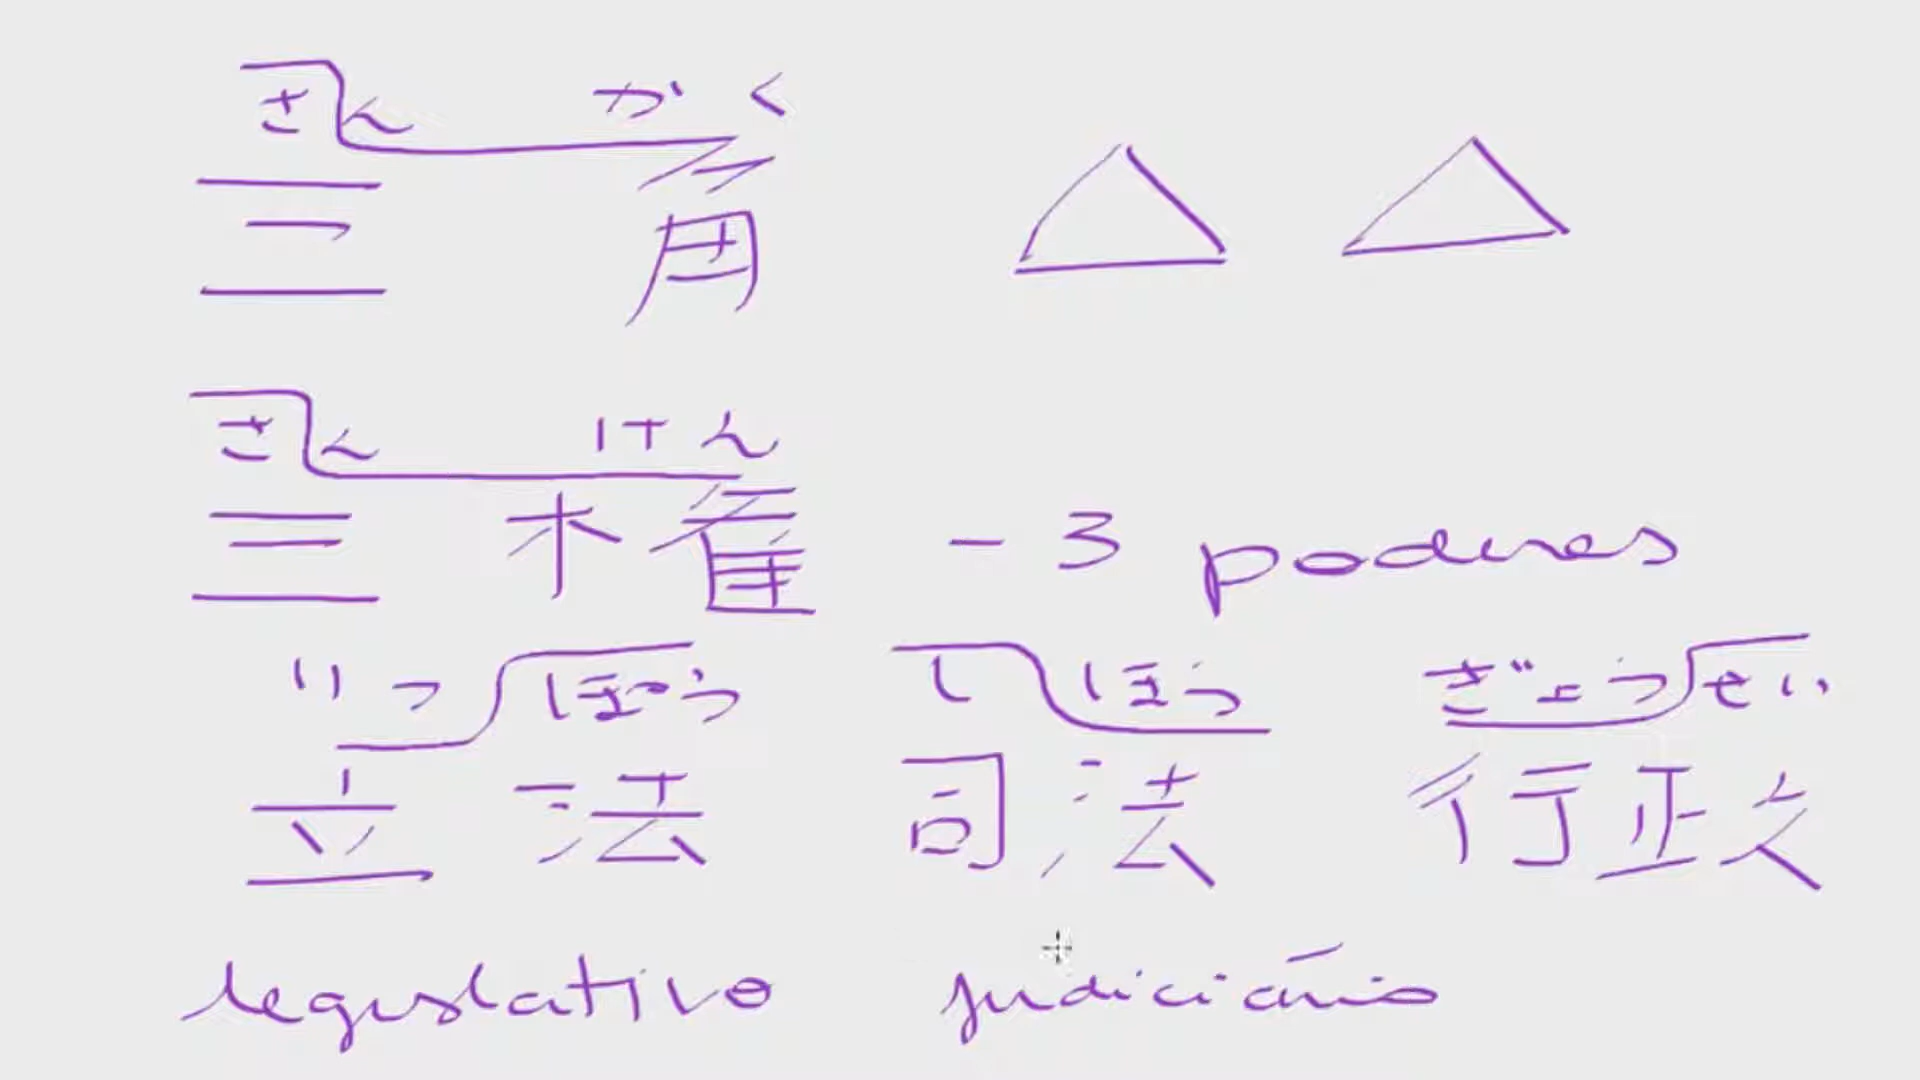 さんかく
三角
さんけん
三権 - 3 poderes
りっぽう しほう ぎょうせい
立法 司法 行政
legislativo judiciário